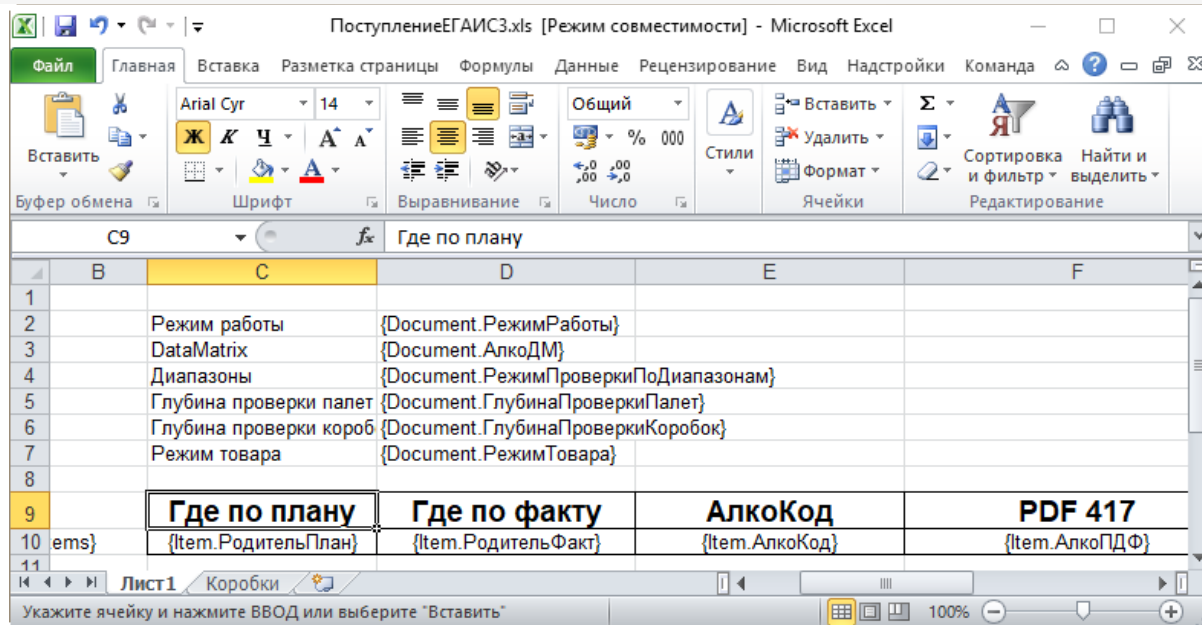 ПоступлениеЕГАИС3.xls [Режим совместимости] - Microsoft Excel
Файл Главная Вставка Разметка страницы Формулы Данные Рецензирование Вид Надстройки Команда
Arial Cyr 14 Общий Вставить Σ
Ж К Ч А А % 000 Удалить
Вставить Стили Формат Сортировка и фильтр Найти и выделить
Буфер обмена Шрифт Выравнивание Число Ячейки Редактирование
C9 fx Где по плану
B C D E F
1
2 Режим работы {Document.РежимРаботы}
3 DataMatrix {Document.АлкоДМ}
4 Диапазоны {Document.РежимПроверкиПоДиапазонам}
5 Глубина проверки палет {Document.ГлубинаПроверкиПалет}
6 Глубина проверки короб {Document.ГлубинаПроверкиКоробок}
7 Режим товара {Document.РежимТовара}
8
9 Где по плану Где по факту АлкоКод PDF 417
10 ems} {Item.РодительПлан} {Item.РодительФакт} {Item.АлкоКод} {Item.АлкоПДФ}
11
Лист1 Коробки
Укажите ячейку и нажмите ВВОД или выберите "Вставить" 100%